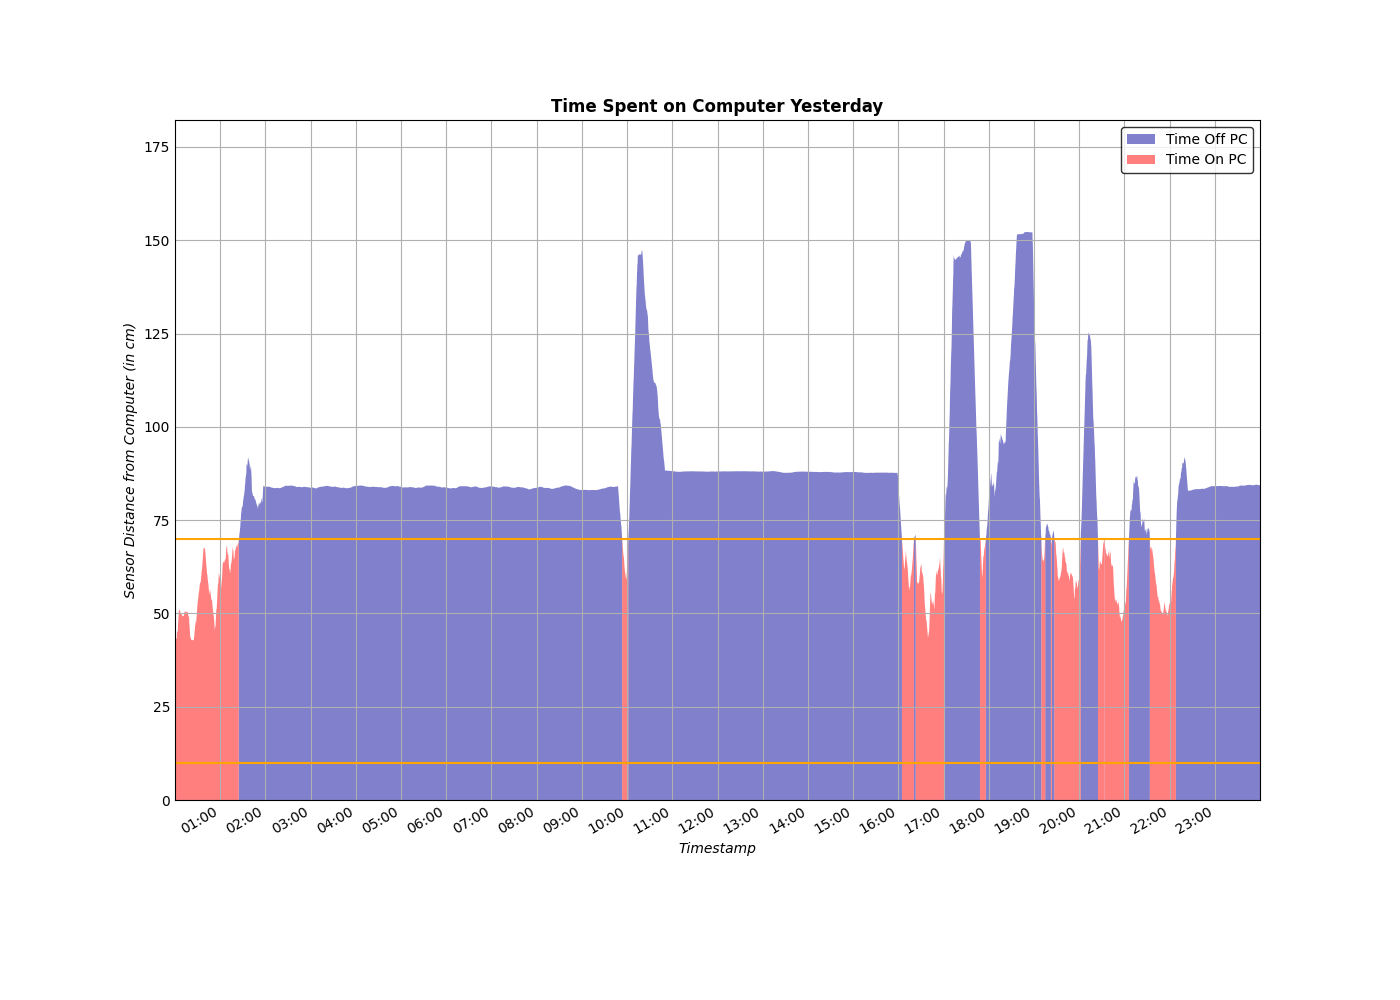 Time Spent on Computer Yesterday
Time Off PC
Time On PC
Sensor Distance from Computer (in cm)
175
150
125
100
75
50
25
0
01:00 02:00 03:00 04:00 05:00 06:00 07:00 08:00 09:00 10:00 11:00 12:00 13:00 14:00 15:00 16:00 17:00 18:00 19:00 20:00 21:00 22:00 23:00
Timestamp